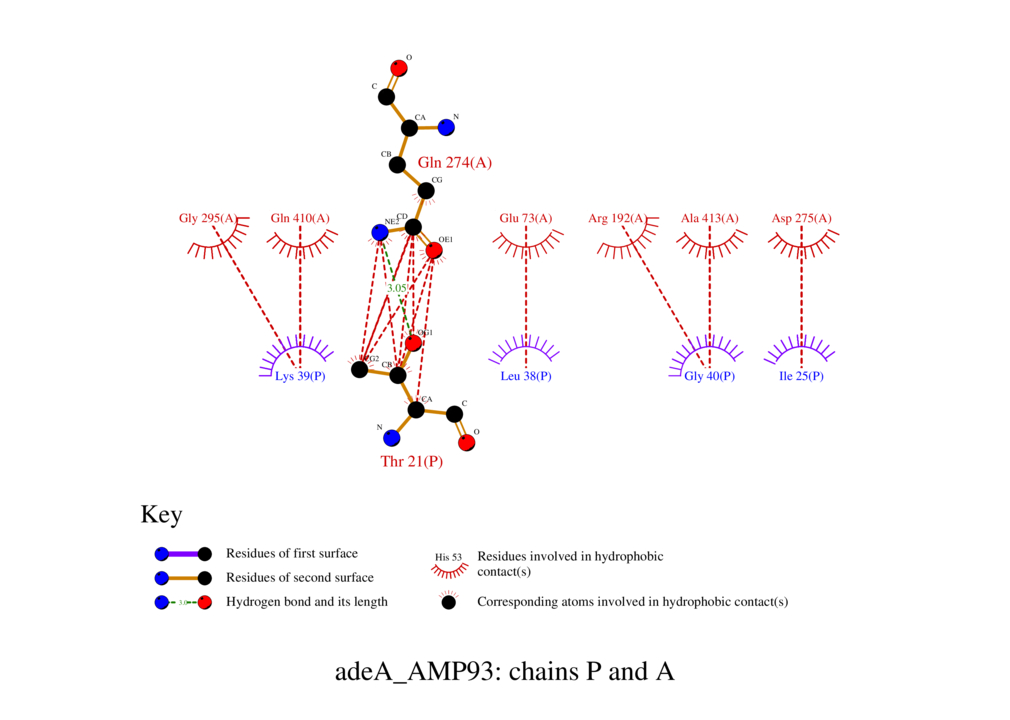 O
C
CA
N
CB
Gln 274(A)
CG
Gly 295(A)
Gln 410(A)
NE2
CD
Glu 73(A)
Arg 192(A)
Ala 413(A)
Asp 275(A)
OE1
3.05
OG1
CG2
CB
Lys 39(P)
Leu 38(P)
Gly 40(P)
Ile 25(P)
CA
C
N
O
Thr 21(P)
Key
Residues of first surface
Residues of second surface
Hydrogen bond and its length
His 53
Residues involved in hydrophobic
contact(s)
Corresponding atoms involved in hydrophobic contact(s)
adeA_AMP93: chains P and A